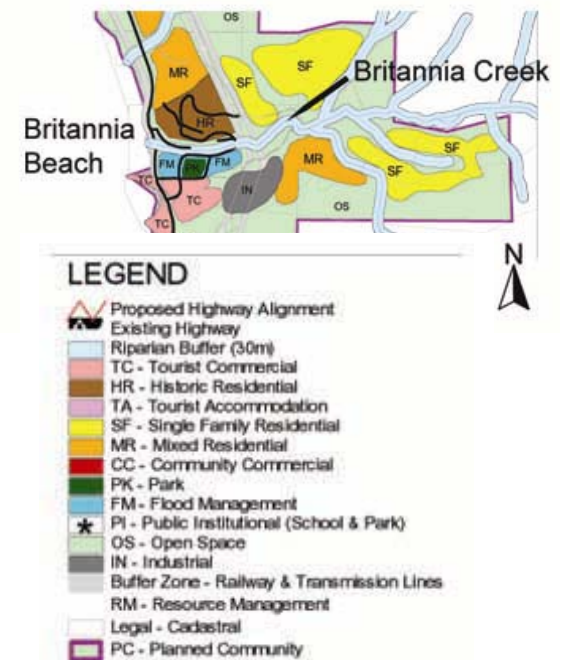 OS
MR
SF
SF
Britannia Creek
HR
Britannia
Beach
FM
PK
FM
MR
SF
SF
TC
IN
TC
OS
TC
N
LEGEND
Proposed Highway Alignment
Existing Highway
Riparian Buffer (30m)
TC - Tourist Commercial
HR - Historic Residential
TA - Tourist Accommodation
SF - Single Family Residential
MR - Mixed Residential
CC - Community Commercial
PK - Park
FM - Flood Management
PI - Public Institutional (School & Park)
OS - Open Space
IN - Industrial
Buffer Zone - Railway & Transmission Lines
RM - Resource Management
Legal - Cadastral
PC - Planned Community